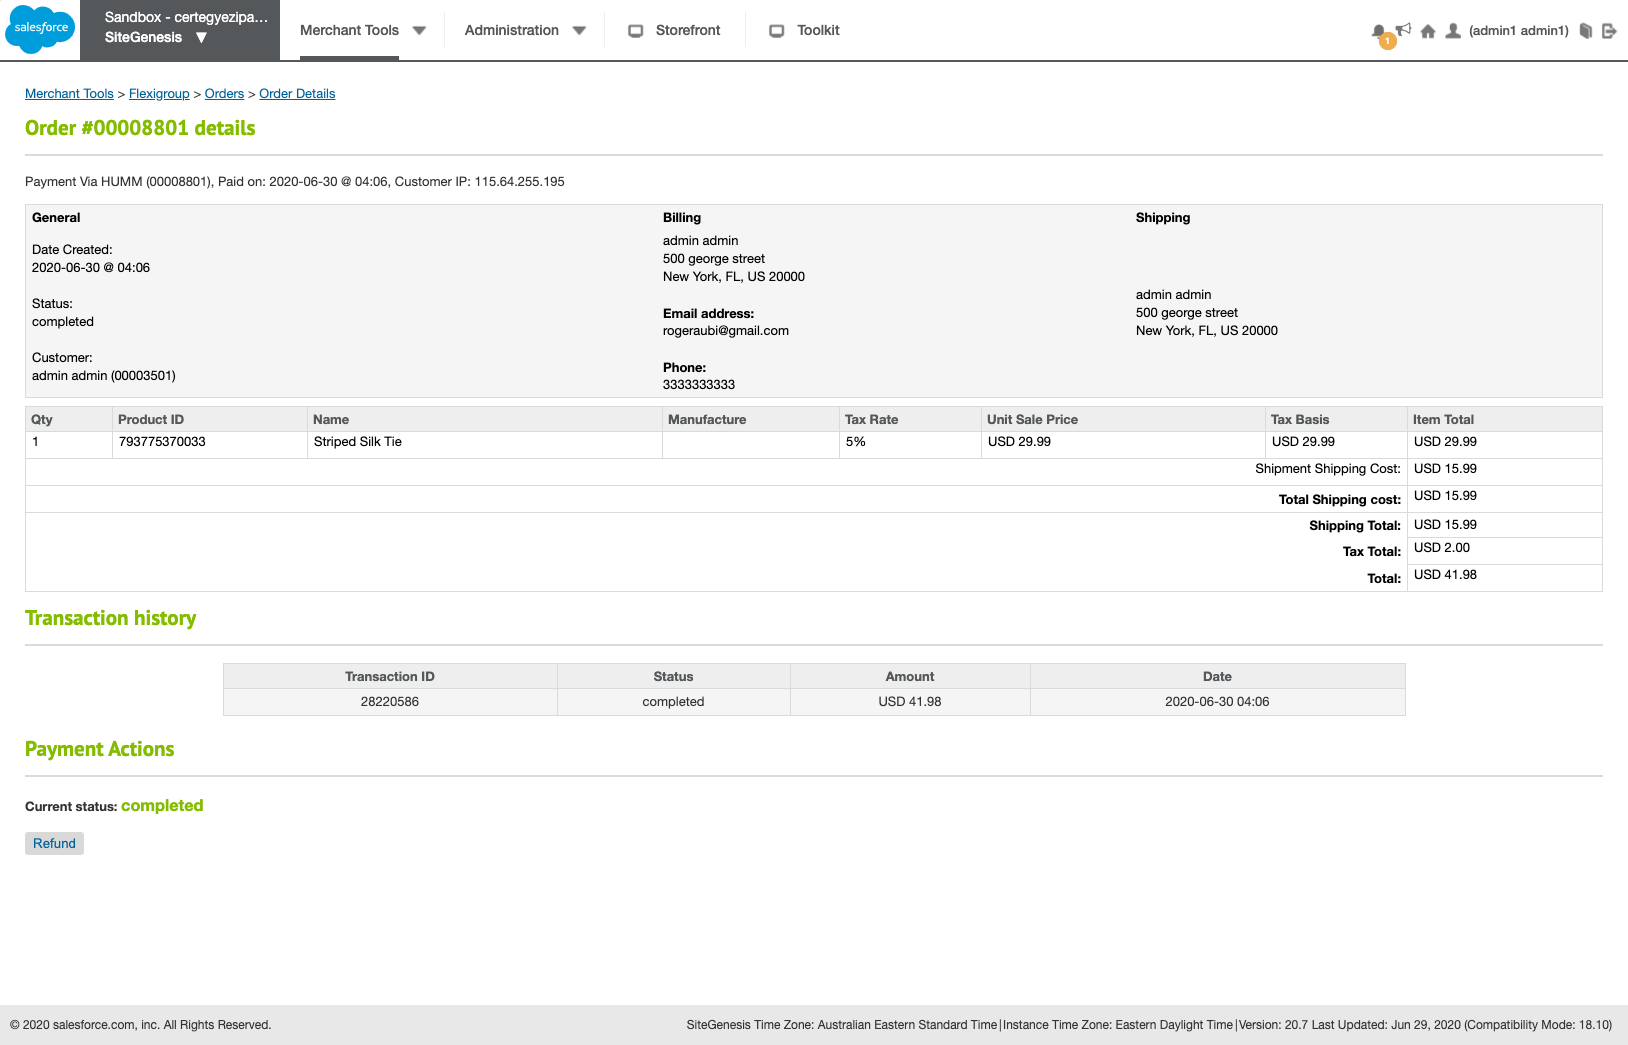 salesforce
Sandbox - certegyezipa...
SiteGenesis ▼
Merchant Tools
Administration
Storefront
Toolkit
1
(admin1 admin1)
Merchant Tools > Flexigroup > Orders > Order Details
Order #00008801 details
Payment Via HUMM (00008801), Paid on: 2020-06-30 @ 04:06, Customer IP: 115.64.255.195
General
Date Created:
2020-06-30 @ 04:06
Status:
completed
Customer:
admin admin (00003501)
Billing
admin admin
500 george street
New York, FL, US 20000
Email address:
rogeraubi@gmail.com
Phone:
3333333333
Shipping
admin admin
500 george street
New York, FL, US 20000
Qty Product ID Name Manufacture Tax Rate Unit Sale Price Tax Basis Item Total
1 793775370033 Striped Silk Tie 5% USD 29.99 USD 29.99 USD 29.99
Shipment Shipping Cost: USD 15.99
Total Shipping cost: USD 15.99
Shipping Total: USD 15.99
Tax Total: USD 2.00
Total: USD 41.98
Transaction history
Transaction ID Status Amount Date
28220586 completed USD 41.98 2020-06-30 04:06
Payment Actions
Current status: completed
Refund
© 2020 salesforce.com, inc. All Rights Reserved.
SiteGenesis Time Zone: Australian Eastern Standard Time|Instance Time Zone: Eastern Daylight Time|Version: 20.7 Last Updated: Jun 29, 2020 (Compatibility Mode: 18.10)